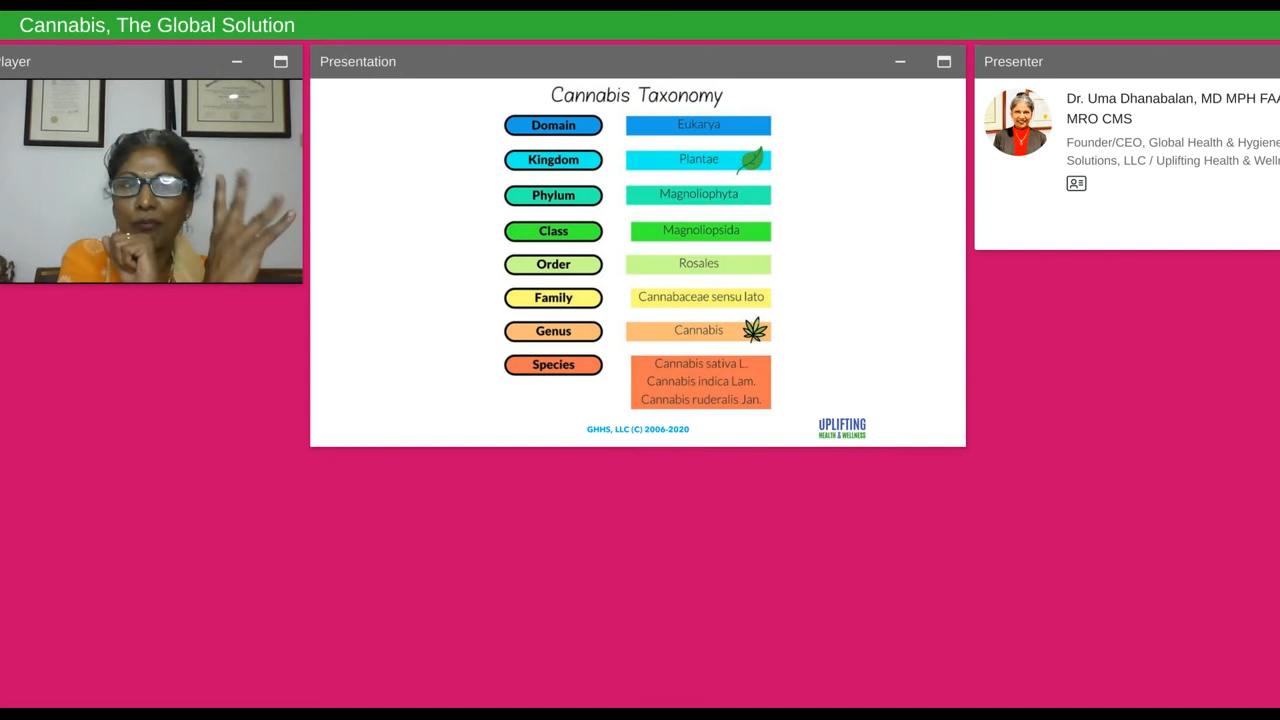 Cannabis, The Global Solution
layer
Presentation
Presenter
Cannabis Taxonomy
Domain
Eukarya
Kingdom
Plantae
Phylum
Magnoliophyta
Class
Magnoliopsida
Order
Rosales
Family
Cannabaceae sensu lato
Genus
Cannabis
Species
Cannabis sativa L.
Cannabis indica Lam.
Cannabis ruderalis Jan.
GHHS, LLC (C) 2006-2020
UPLIFTING
HEALTH & WELLNESS
Dr. Uma Dhanabalan, MD MPH FAA
MRO CMS
Founder/CEO, Global Health & Hygiene
Solutions, LLC / Uplifting Health & Well